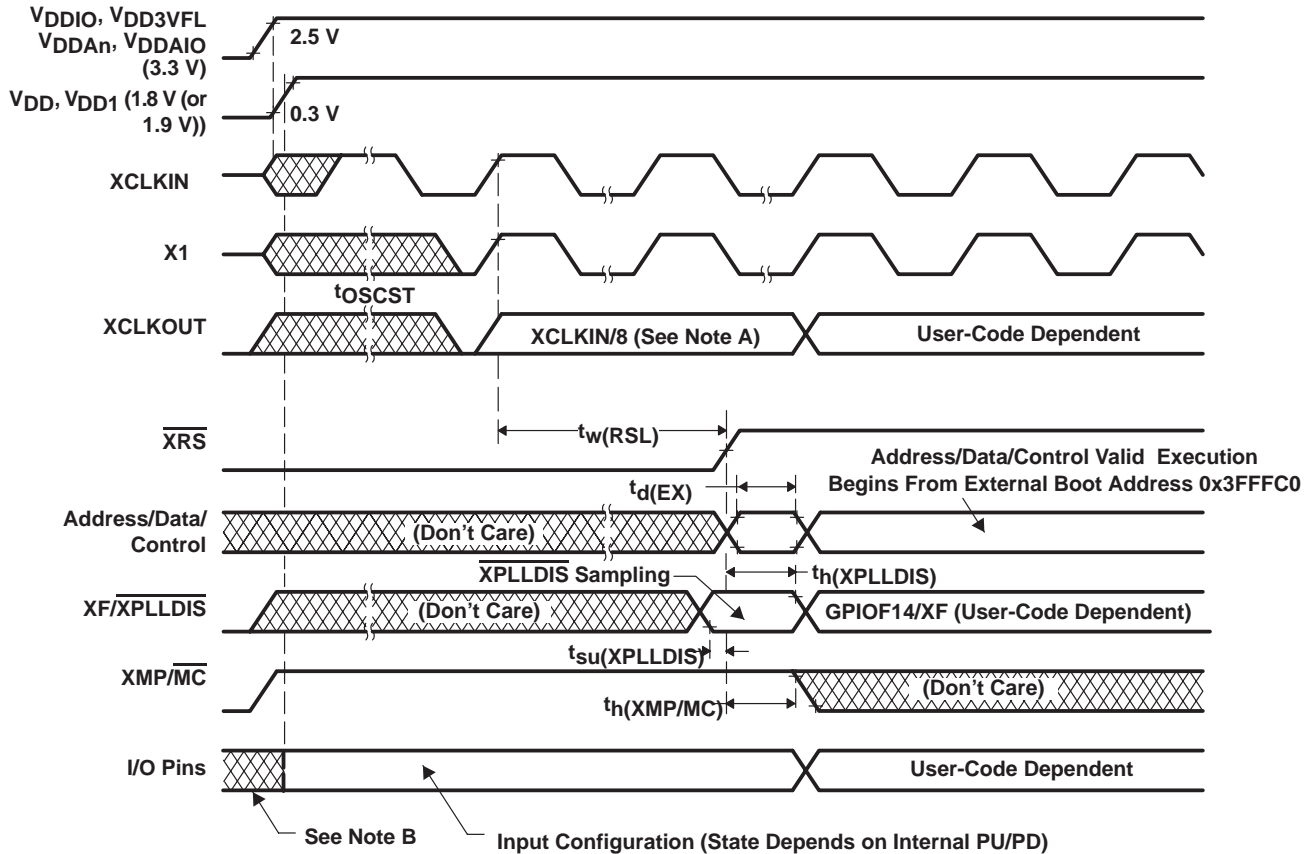 VDDIO, VDD3VFL
VDDAn, VDDAIO
(3.3 V)
2.5 V
VDD, VDD1 (1.8 V (or
1.9 V))
0.3 V
XCLKIN
X1
tOSCST
XCLKOUT
XCLKIN/8 (See Note A)
User-Code Dependent
XRS
tw(RSL)
Address/Data/Control Valid Execution
Begins From External Boot Address 0x3FFFC0
td(EX)
Address/Data/
Control
(Don't Care)
XPLLDIS Sampling
th(XPLLDIS)
XF/XPLLDIS
(Don't Care)
GPIOF14/XF (User-Code Dependent)
tsu(XPLLDIS)
XMP/MC
(Don't Care)
th(XMP/MC)
I/O Pins
User-Code Dependent
See Note B
Input Configuration (State Depends on Internal PU/PD)